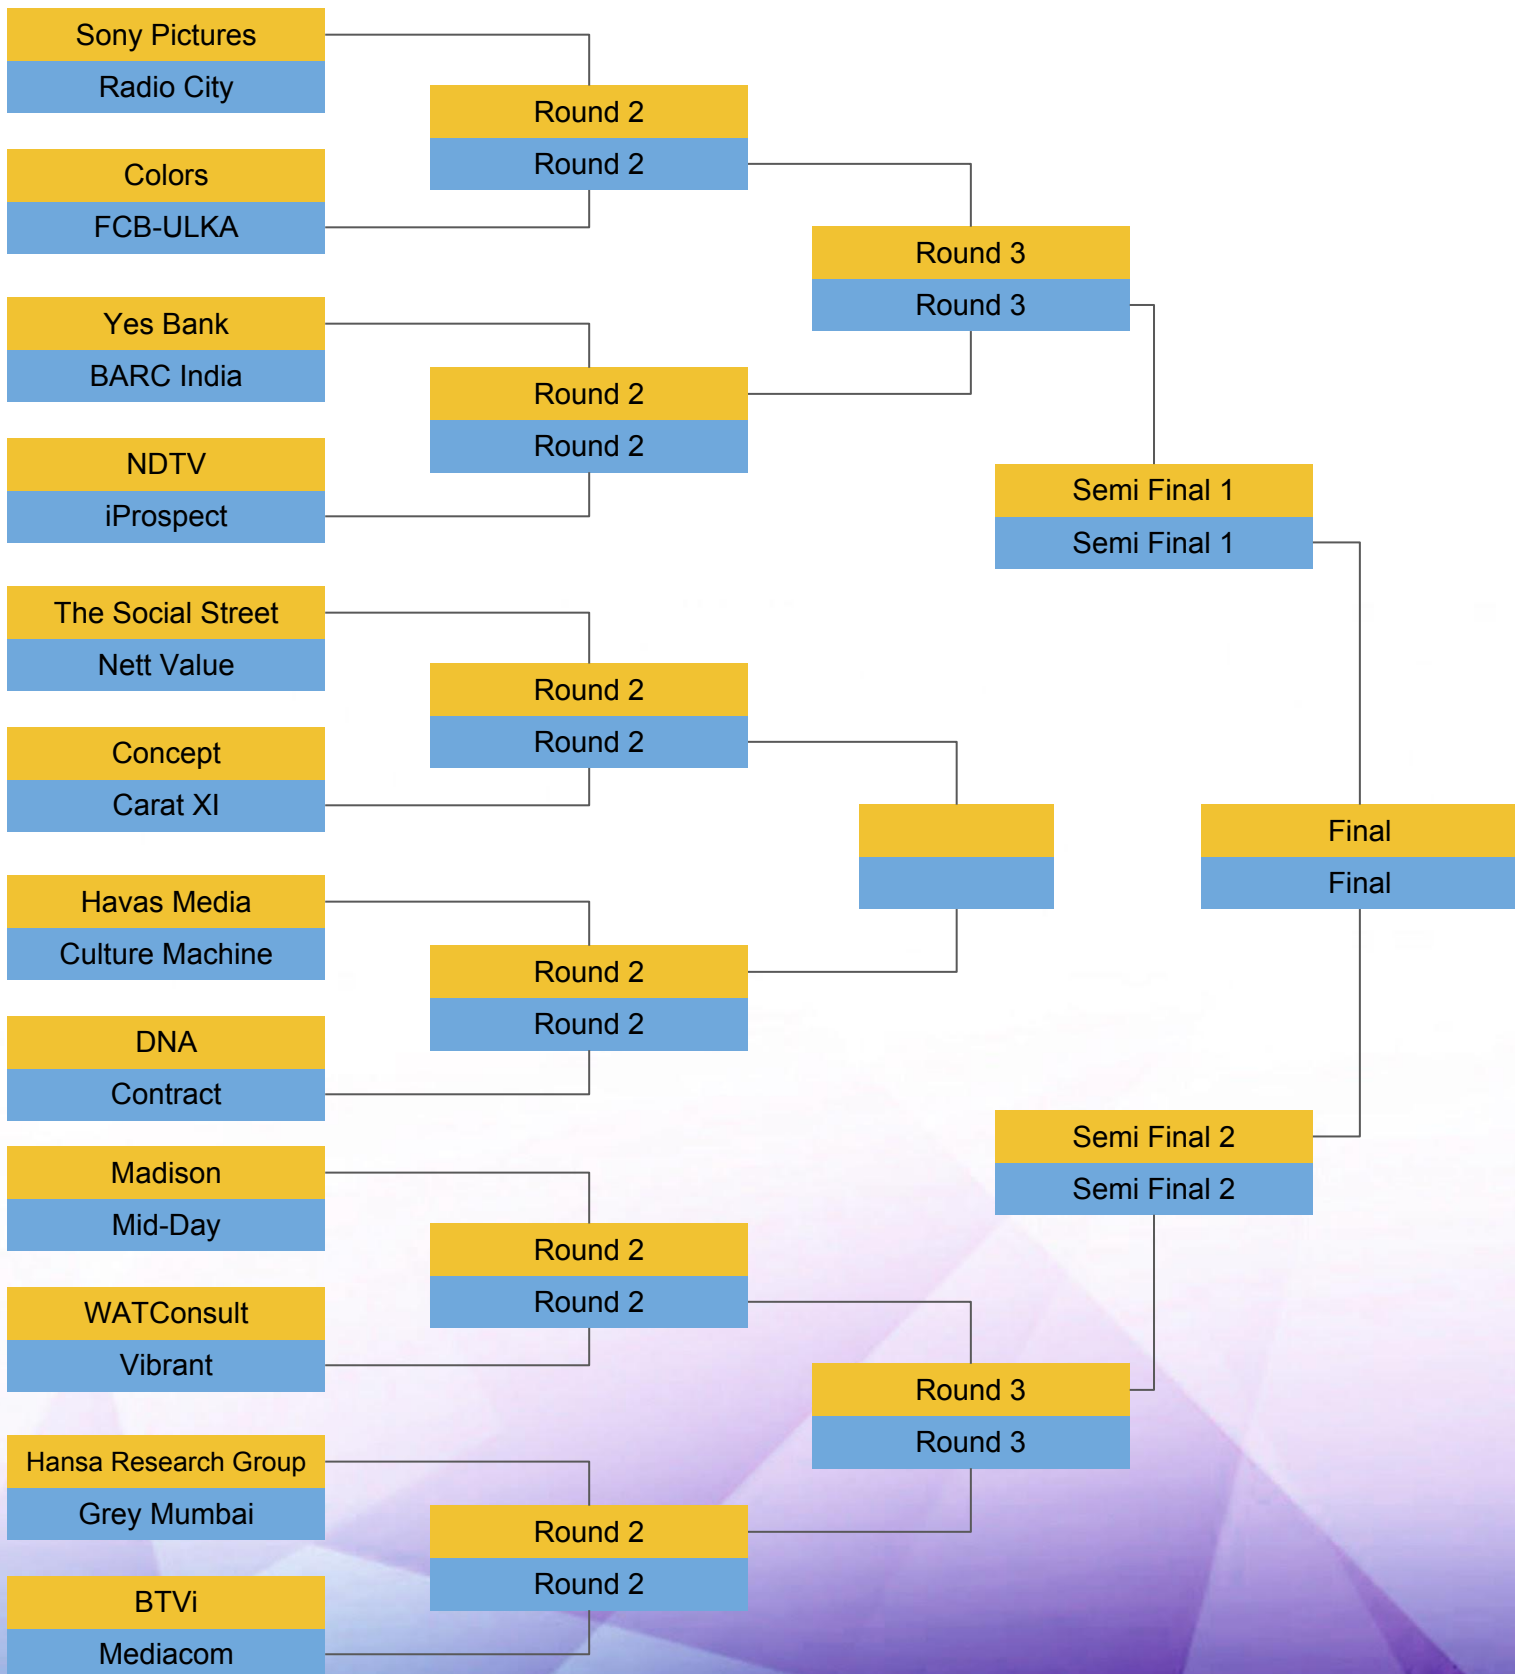 Sony Pictures
Radio City
Colors
FCB-ULKA
Yes Bank
BARC India
NDTV
iProspect
The Social Street
Nett Value
Concept
Carat XI
Havas Media
Culture Machine
DNA
Contract
Madison
Mid-Day
WATConsult
Vibrant
Hansa Research Group
Grey Mumbai
BTVi
Mediacom
Round 2
Round 2
Round 2
Round 2
Round 2
Round 2
Round 2
Round 2
Round 2
Round 2
Round 2
Round 2
Round 3
Round 3
Round 3
Round 3
Semi Final 1
Semi Final 1
Semi Final 2
Semi Final 2
Final
Final